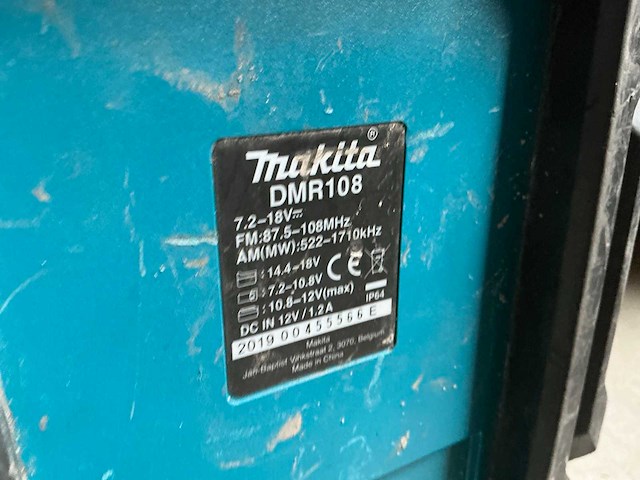 Makita®
DMR108
7.2-18V⎓
FM:87.5-108MHz
AM(MW):522-1710kHz
:14.4-18V
:7.2-10.8V
:10.8-12V(max)
CE
IP64
DC IN 12V/1.2A
2019 00455566 E
Makita
Jan-Baptist Vinkstraat 2, 3070, Belgium
Made in China